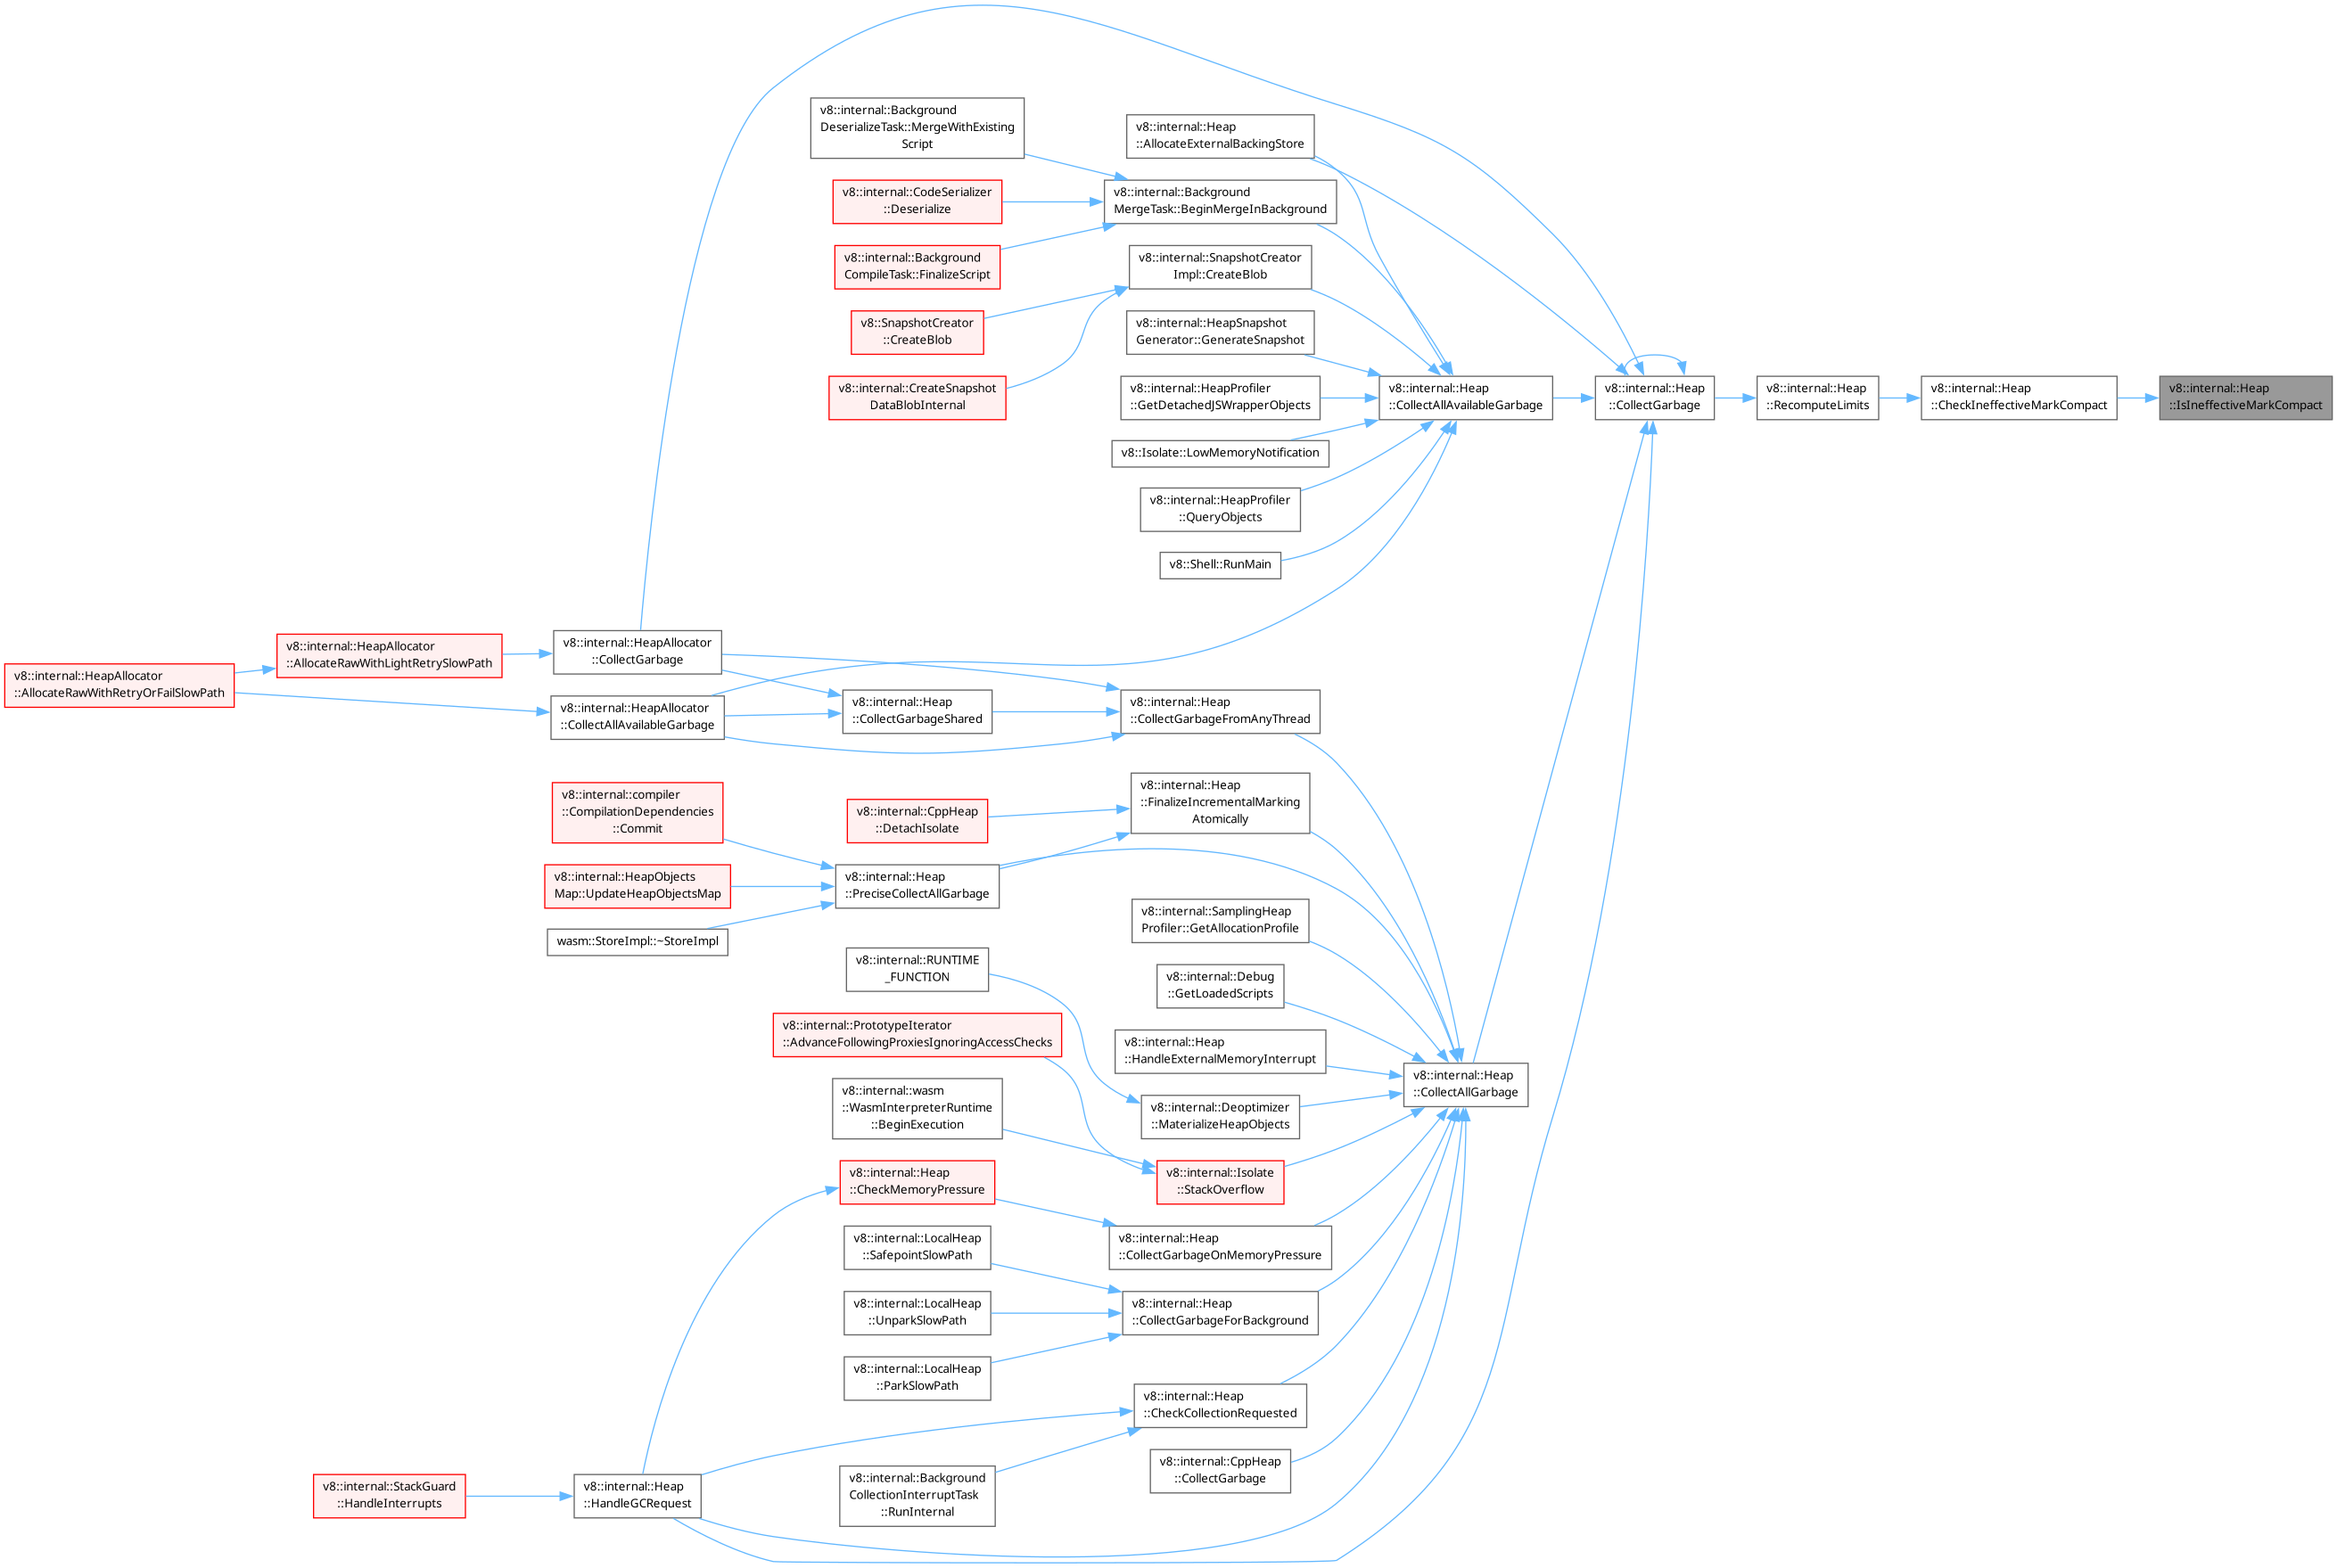 v8::internal::Background
DeserializeTask::MergeWithExisting
Script
v8::internal::Heap
::AllocateExternalBackingStore
v8::internal::CodeSerializer
::Deserialize
v8::internal::Background
MergeTask::BeginMergeInBackground
v8::internal::Background
CompileTask::FinalizeScript
v8::internal::SnapshotCreator
Impl::CreateBlob
v8::SnapshotCreator
::CreateBlob
v8::internal::HeapSnapshot
Generator::GenerateSnapshot
v8::internal::CreateSnapshot
DataBlobInternal
v8::internal::HeapProfiler
::GetDetachedJSWrapperObjects
v8::internal::Heap
::CollectAllAvailableGarbage
v8::internal::Heap
::CollectGarbage
v8::internal::Heap
::RecomputeLimits
v8::internal::Heap
::CheckIneffectiveMarkCompact
v8::internal::Heap
::IsIneffectiveMarkCompact
v8::Isolate::LowMemoryNotification
v8::internal::HeapProfiler
::QueryObjects
v8::Shell::RunMain
v8::internal::HeapAllocator
::AllocateRawWithRetryOrFailSlowPath
v8::internal::HeapAllocator
::AllocateRawWithLightRetrySlowPath
v8::internal::HeapAllocator
::CollectGarbage
v8::internal::HeapAllocator
::CollectAllAvailableGarbage
v8::internal::Heap
::CollectGarbageShared
v8::internal::Heap
::CollectGarbageFromAnyThread
v8::internal::compiler
::CompilationDependencies
::Commit
v8::internal::CppHeap
::DetachIsolate
v8::internal::Heap
::FinalizeIncrementalMarking
Atomically
v8::internal::HeapObjects
Map::UpdateHeapObjectsMap
v8::internal::Heap
::PreciseCollectAllGarbage
wasm::StoreImpl::~StoreImpl
v8::internal::SamplingHeap
Profiler::GetAllocationProfile
v8::internal::RUNTIME
_FUNCTION
v8::internal::Debug
::GetLoadedScripts
v8::internal::PrototypeIterator
::AdvanceFollowingProxiesIgnoringAccessChecks
v8::internal::Heap
::HandleExternalMemoryInterrupt
v8::internal::Heap
::CollectAllGarbage
v8::internal::wasm
::WasmInterpreterRuntime
::BeginExecution
v8::internal::Deoptimizer
::MaterializeHeapObjects
v8::internal::Heap
::CheckMemoryPressure
v8::internal::Isolate
::StackOverflow
v8::internal::LocalHeap
::SafepointSlowPath
v8::internal::Heap
::CollectGarbageOnMemoryPressure
v8::internal::LocalHeap
::UnparkSlowPath
v8::internal::Heap
::CollectGarbageForBackground
v8::internal::LocalHeap
::ParkSlowPath
v8::internal::Heap
::CheckCollectionRequested
v8::internal::CppHeap
::CollectGarbage
v8::internal::StackGuard
::HandleInterrupts
v8::internal::Heap
::HandleGCRequest
v8::internal::Background
CollectionInterruptTask
::RunInternal